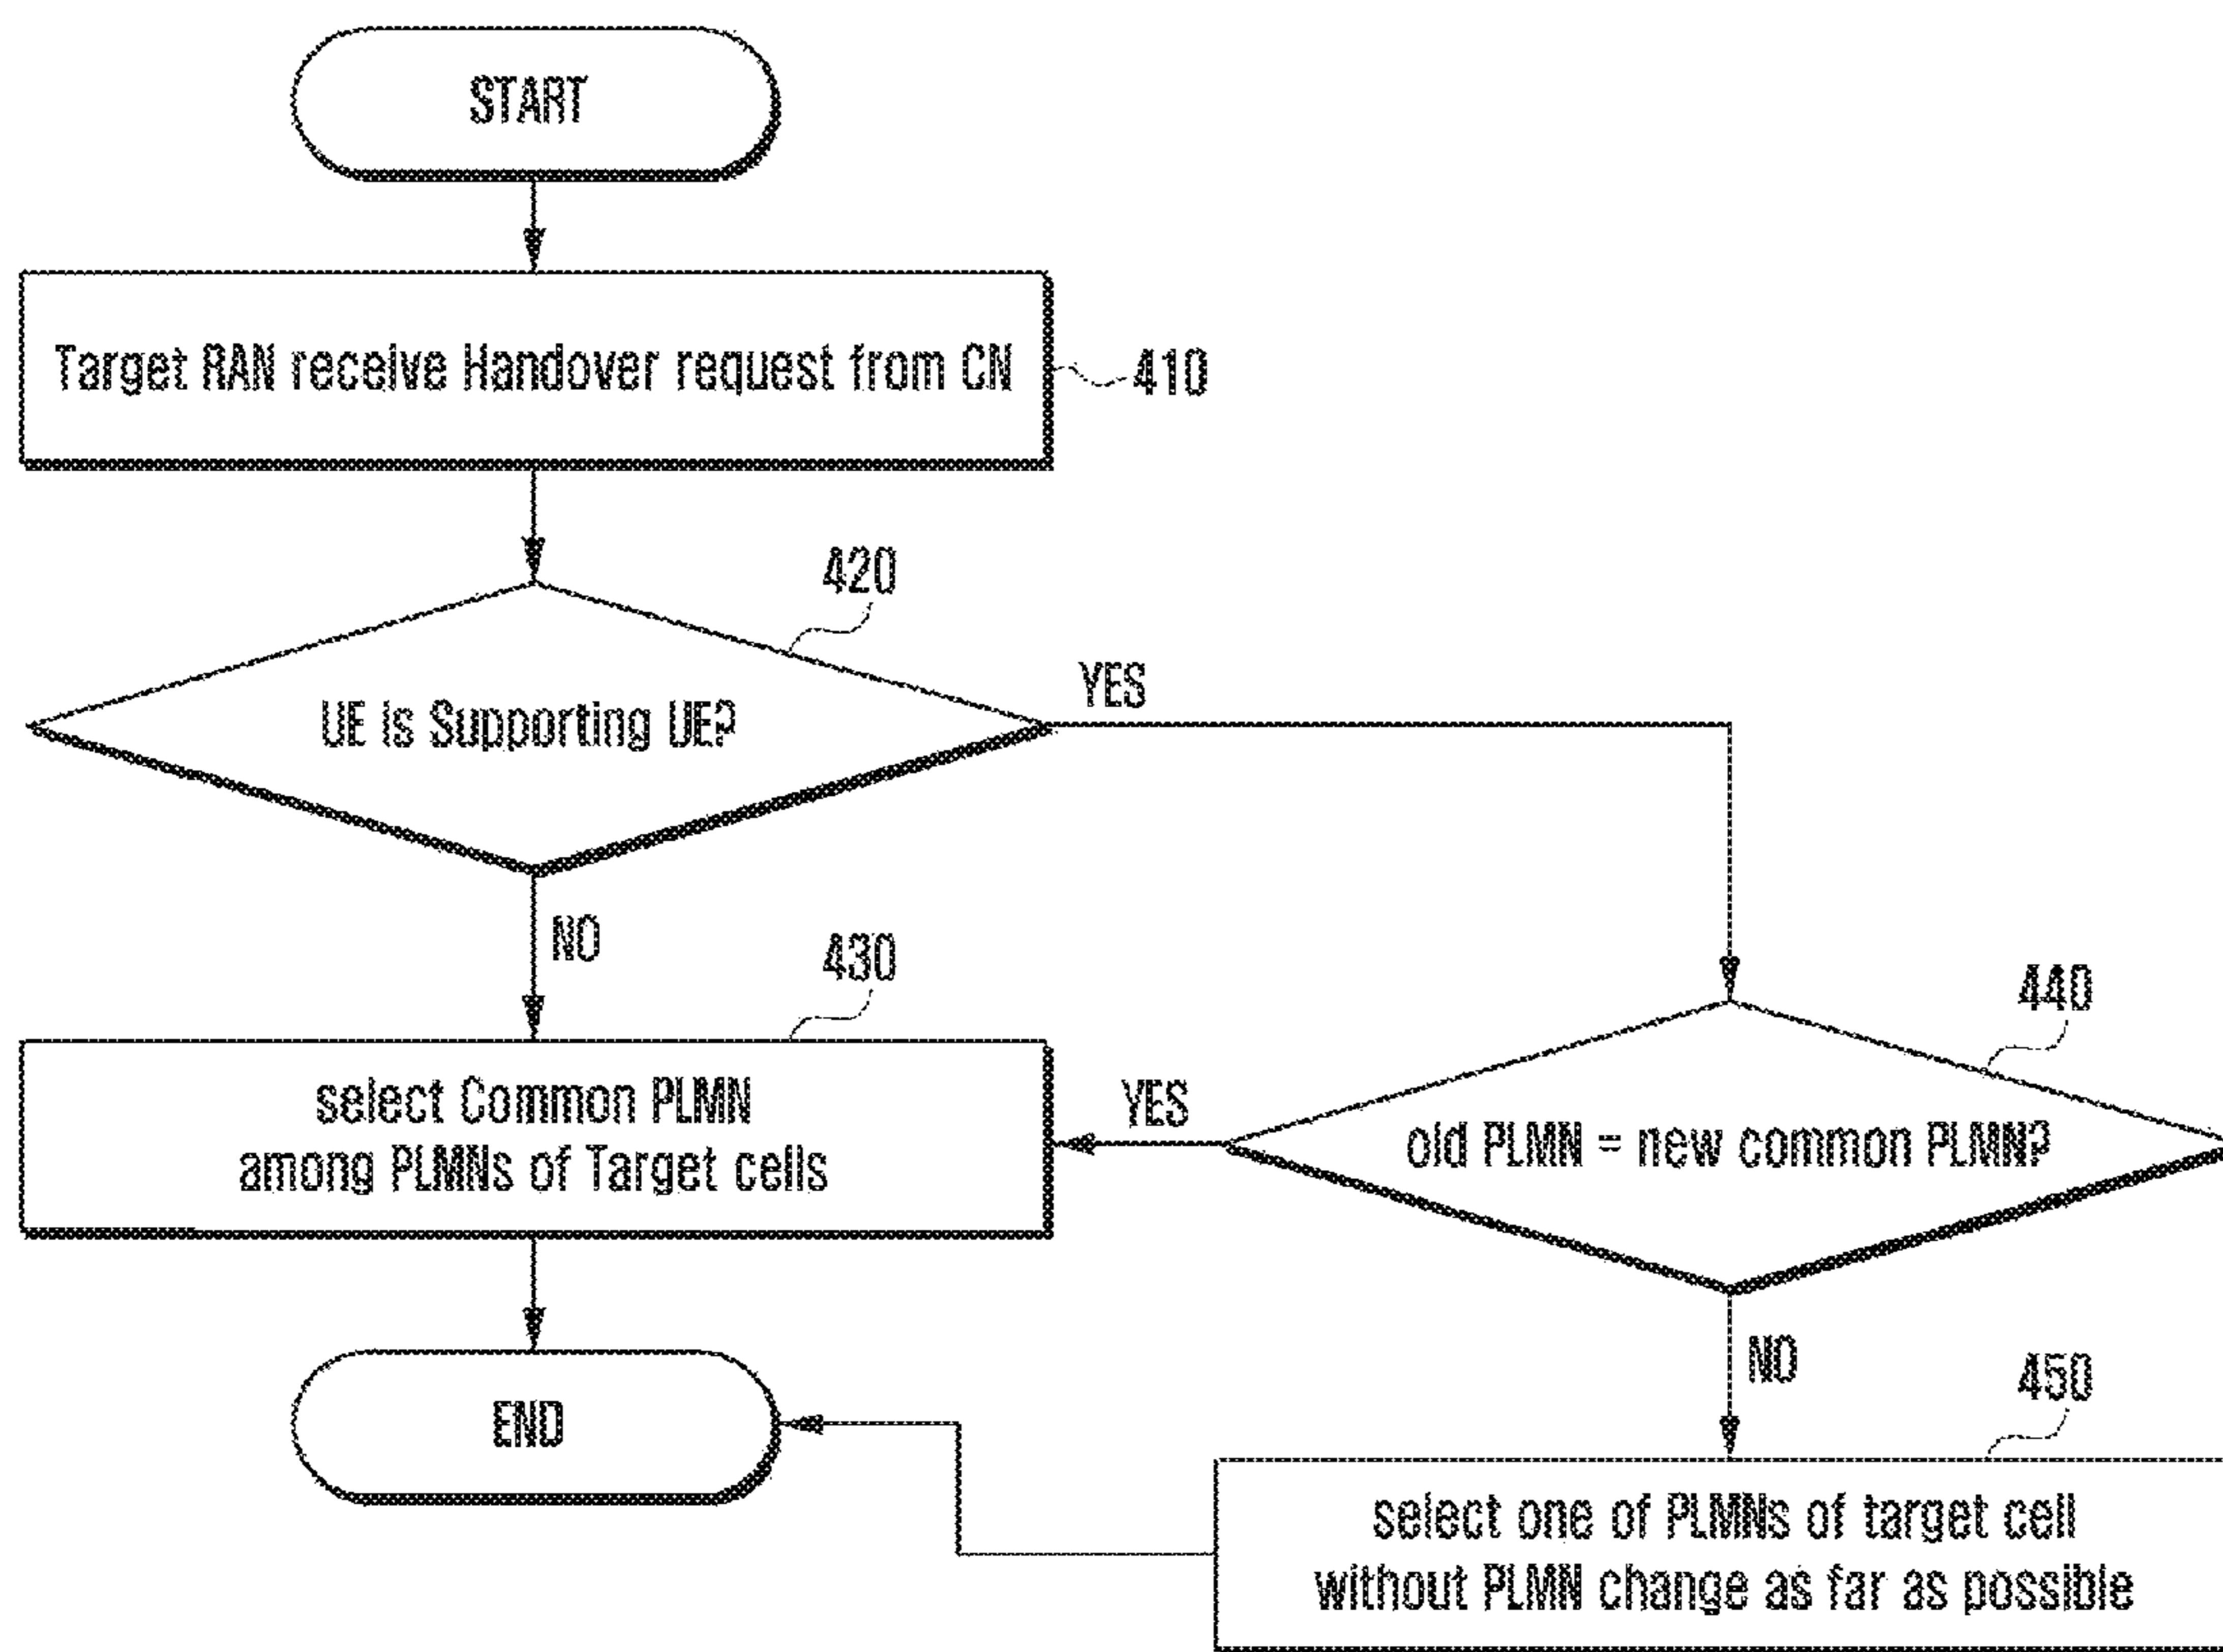 START
Target RAN receive Handover request from CN
410
420
UE is Supporting UE?
YES
NO
430
select Common PLMN
among PLMNs of Target cells
440
YES
old PLMN = new common PLMN?
NO
END
450
select one of PLMNs of target cell
without PLMN change as far as possible